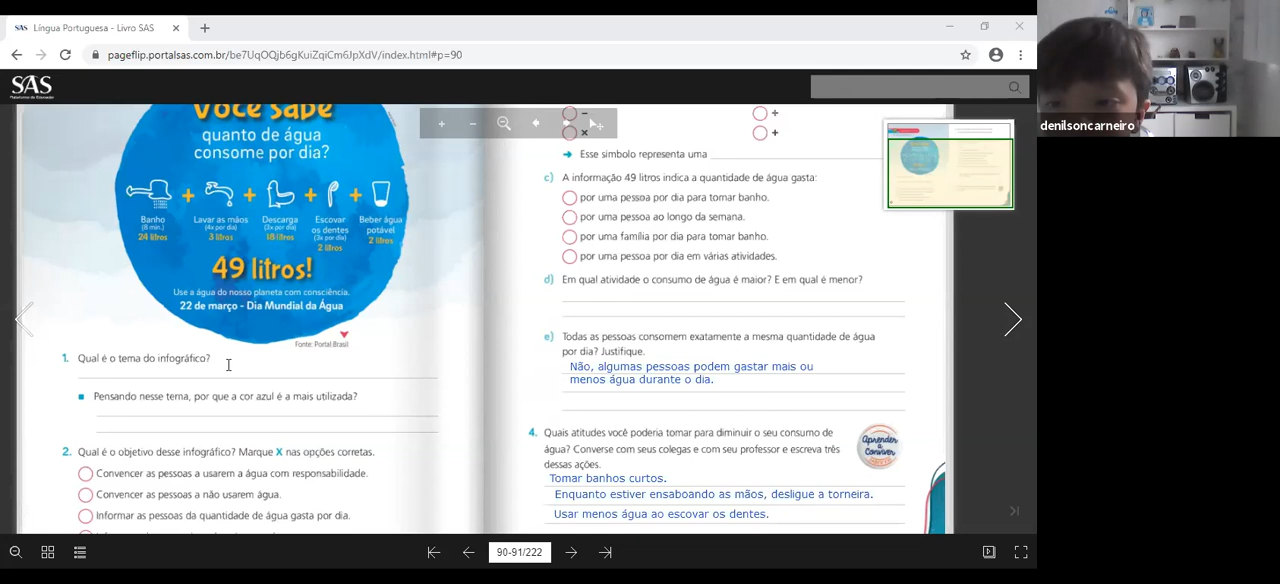 SAS Língua Portuguesa - Livro SAS
pageflip.portalsas.com.br/be7UqOQjb6gKuiZqiCm6JpXdV/index.html#p=90
SAS
denilsoncarneiro
Você sabe
quanto de água
consome por dia?
Banho
(8 min.)
24 litros
Lavar as mãos
(4x por dia)
3 litros
Descarga
(3x por dia)
18 litros
Escovar
os dentes
(3x por dia)
2 litros
Beber água
potável
2 litros
49 litros!
Use a água do nosso planeta com consciência.
22 de março - Dia Mundial da Água
Fonte: Portal Brasil
1. Qual é o tema do infográfico?
Pensando nesse tema, por que a cor azul é a mais utilizada?
2. Qual é o objetivo desse infográfico? Marque X nas opções corretas.
Convencer as pessoas a usarem a água com responsabilidade.
Convencer as pessoas a não usarem água.
Informar as pessoas da quantidade de água gasta por dia.
− ÷
× +
Esse símbolo representa uma
c) A informação 49 litros indica a quantidade de água gasta:
por uma pessoa por dia para tomar banho.
por uma pessoa ao longo da semana.
por uma família por dia para tomar banho.
por uma pessoa por dia em várias atividades.
d) Em qual atividade o consumo de água é maior? E em qual é menor?
e) Todas as pessoas consomem exatamente a mesma quantidade de água
por dia? Justifique.
Não, algumas pessoas podem gastar mais ou
menos água durante o dia.
4. Quais atitudes você poderia tomar para diminuir o seu consumo de
água? Converse com seus colegas e com seu professor e escreva três
dessas ações.
Aprender
a
Conviver
Tomar banhos curtos.
Enquanto estiver ensaboando as mãos, desligue a torneira.
Usar menos água ao escovar os dentes.
90-91/222